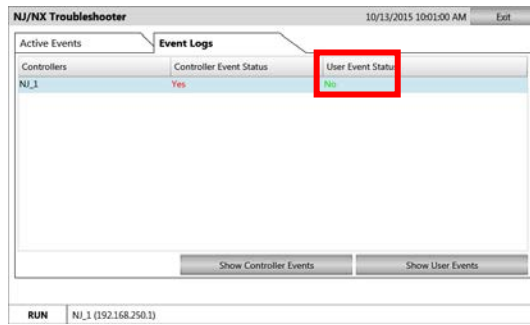 NJ/NX Troubleshooter 10/13/2015 10:01:00 AM Exit
Active Events Event Logs
Controllers Controller Event Status User Event Status
NJ_1 Yes No
Show Controller Events Show User Events
RUN NJ_1 (192.168.250.1)